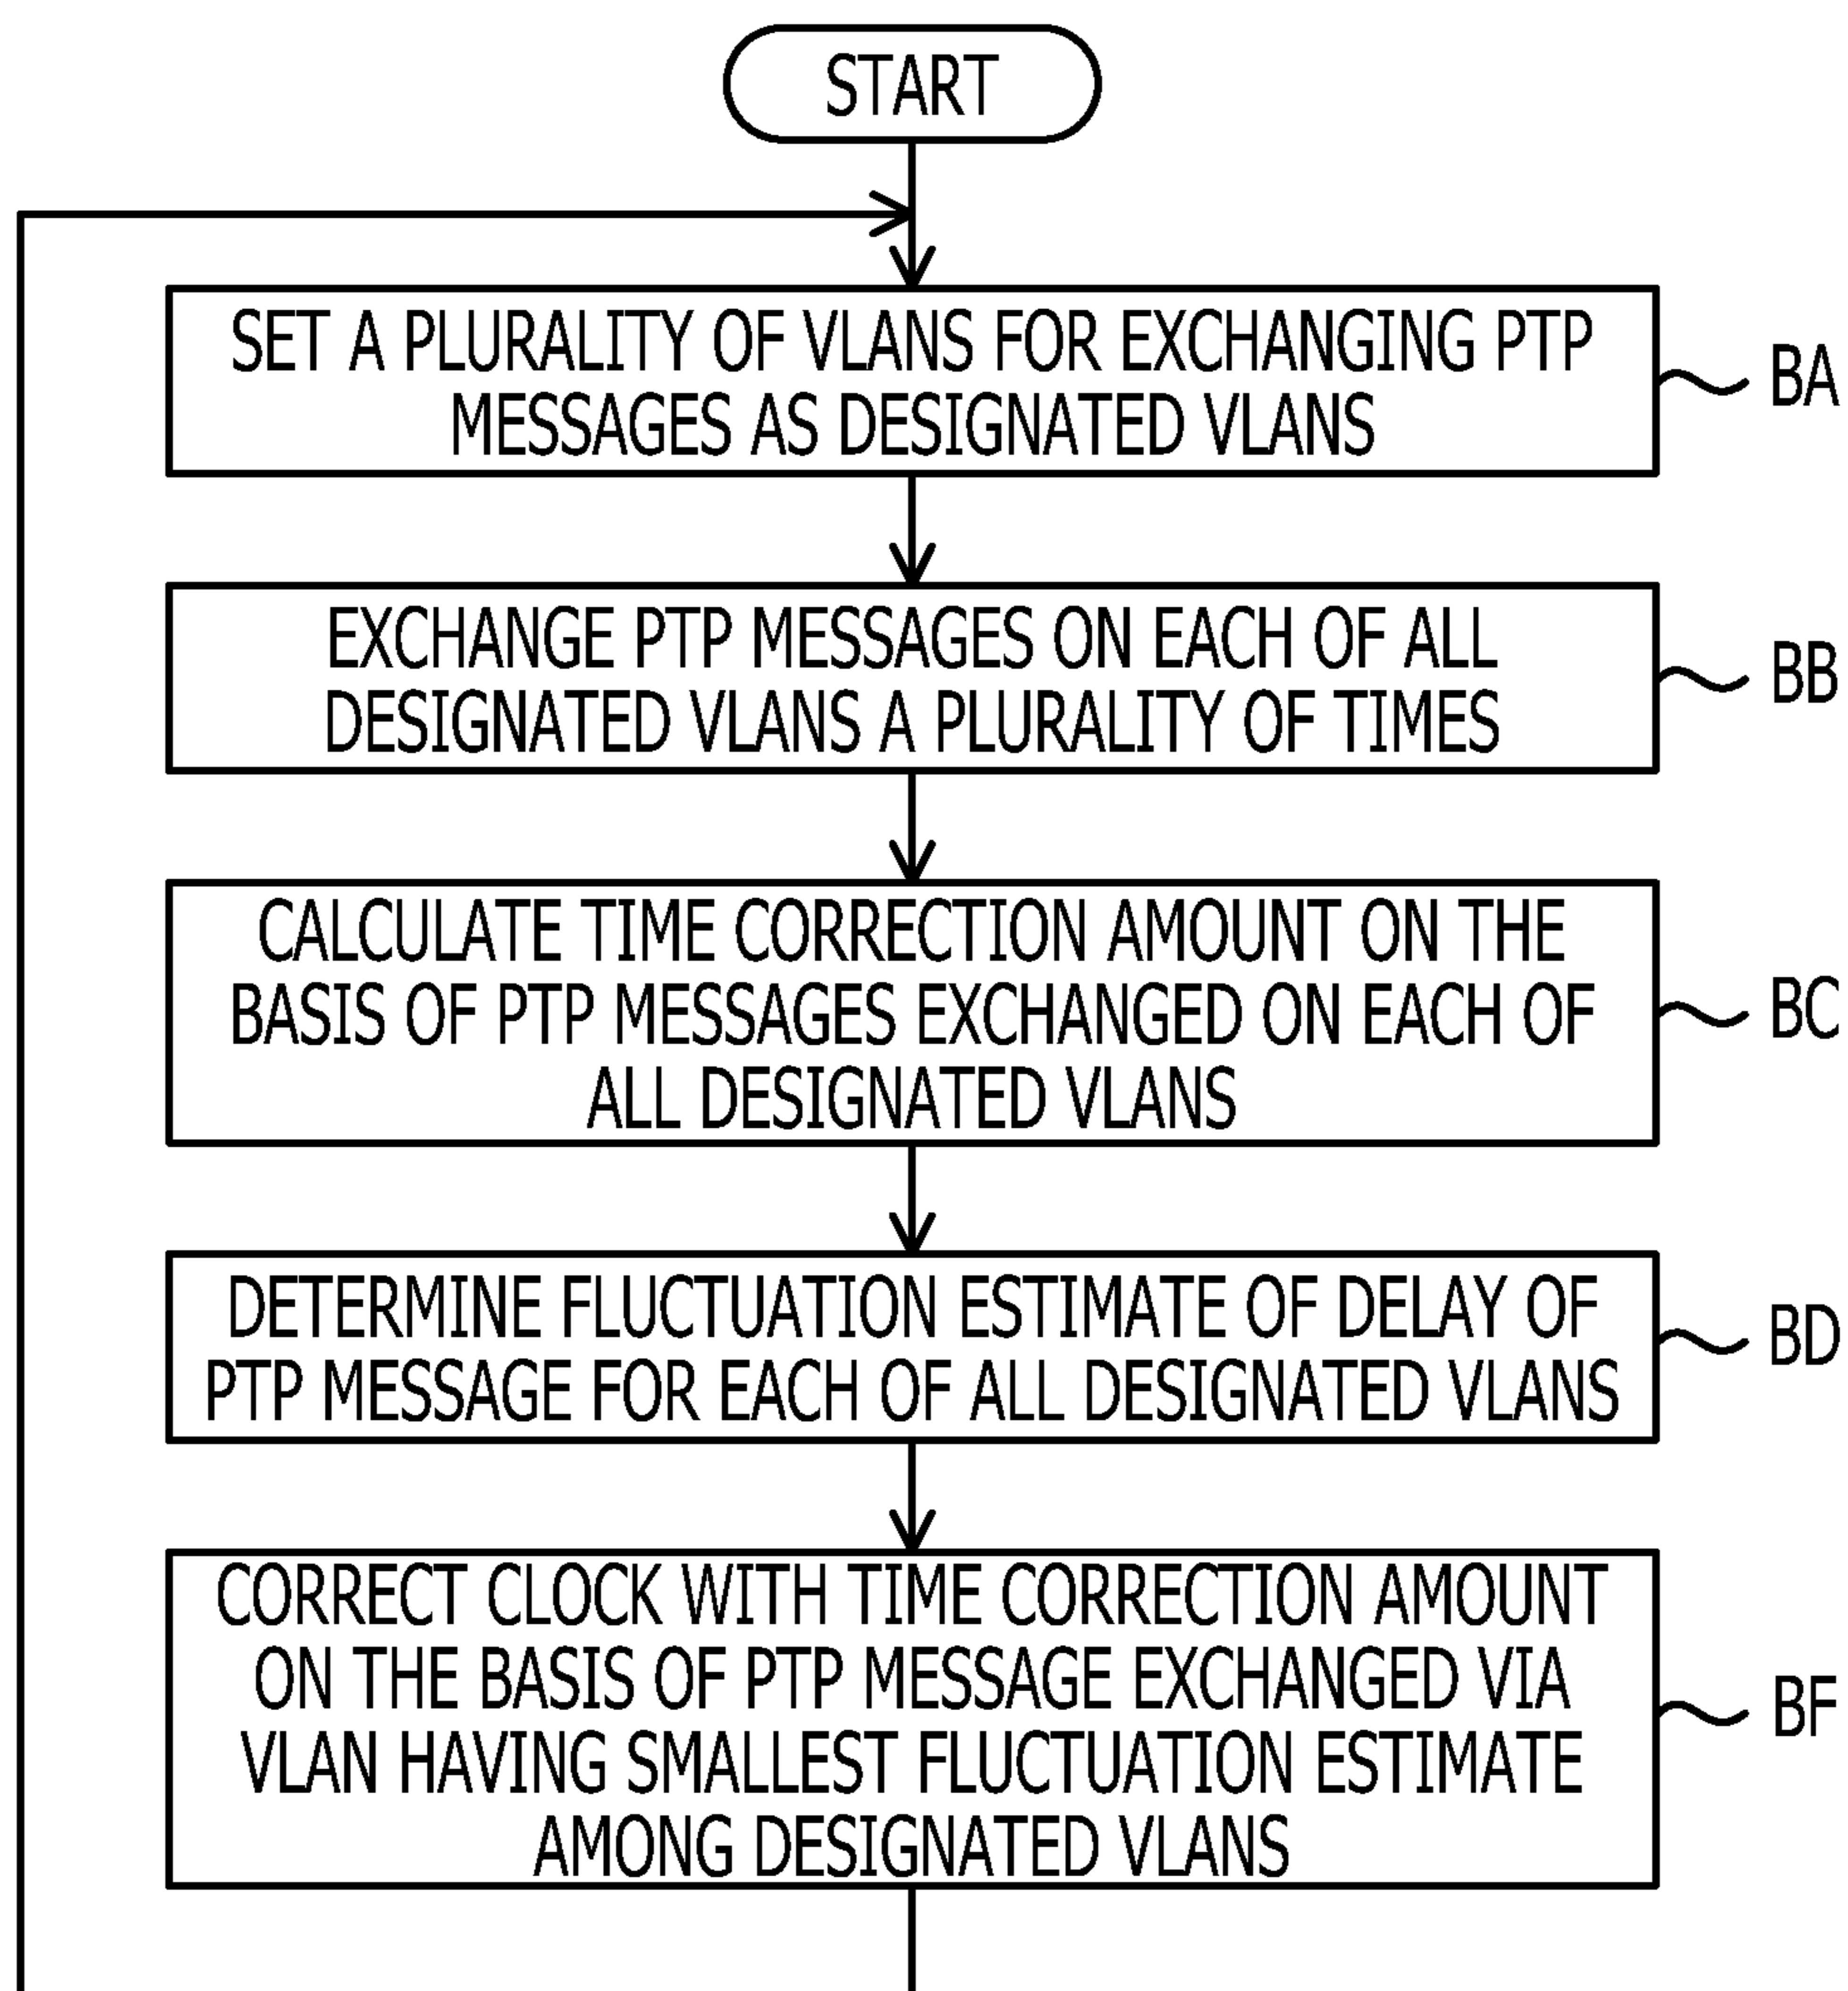 START
SET A PLURALITY OF VLANS FOR EXCHANGING PTP
MESSAGES AS DESIGNATED VLANS
BA
EXCHANGE PTP MESSAGES ON EACH OF ALL
DESIGNATED VLANS A PLURALITY OF TIMES
BB
CALCULATE TIME CORRECTION AMOUNT ON THE
BASIS OF PTP MESSAGES EXCHANGED ON EACH OF
ALL DESIGNATED VLANS
BC
DETERMINE FLUCTUATION ESTIMATE OF DELAY OF
PTP MESSAGE FOR EACH OF ALL DESIGNATED VLANS
BD
CORRECT CLOCK WITH TIME CORRECTION AMOUNT
ON THE BASIS OF PTP MESSAGE EXCHANGED VIA
VLAN HAVING SMALLEST FLUCTUATION ESTIMATE
AMONG DESIGNATED VLANS
BF